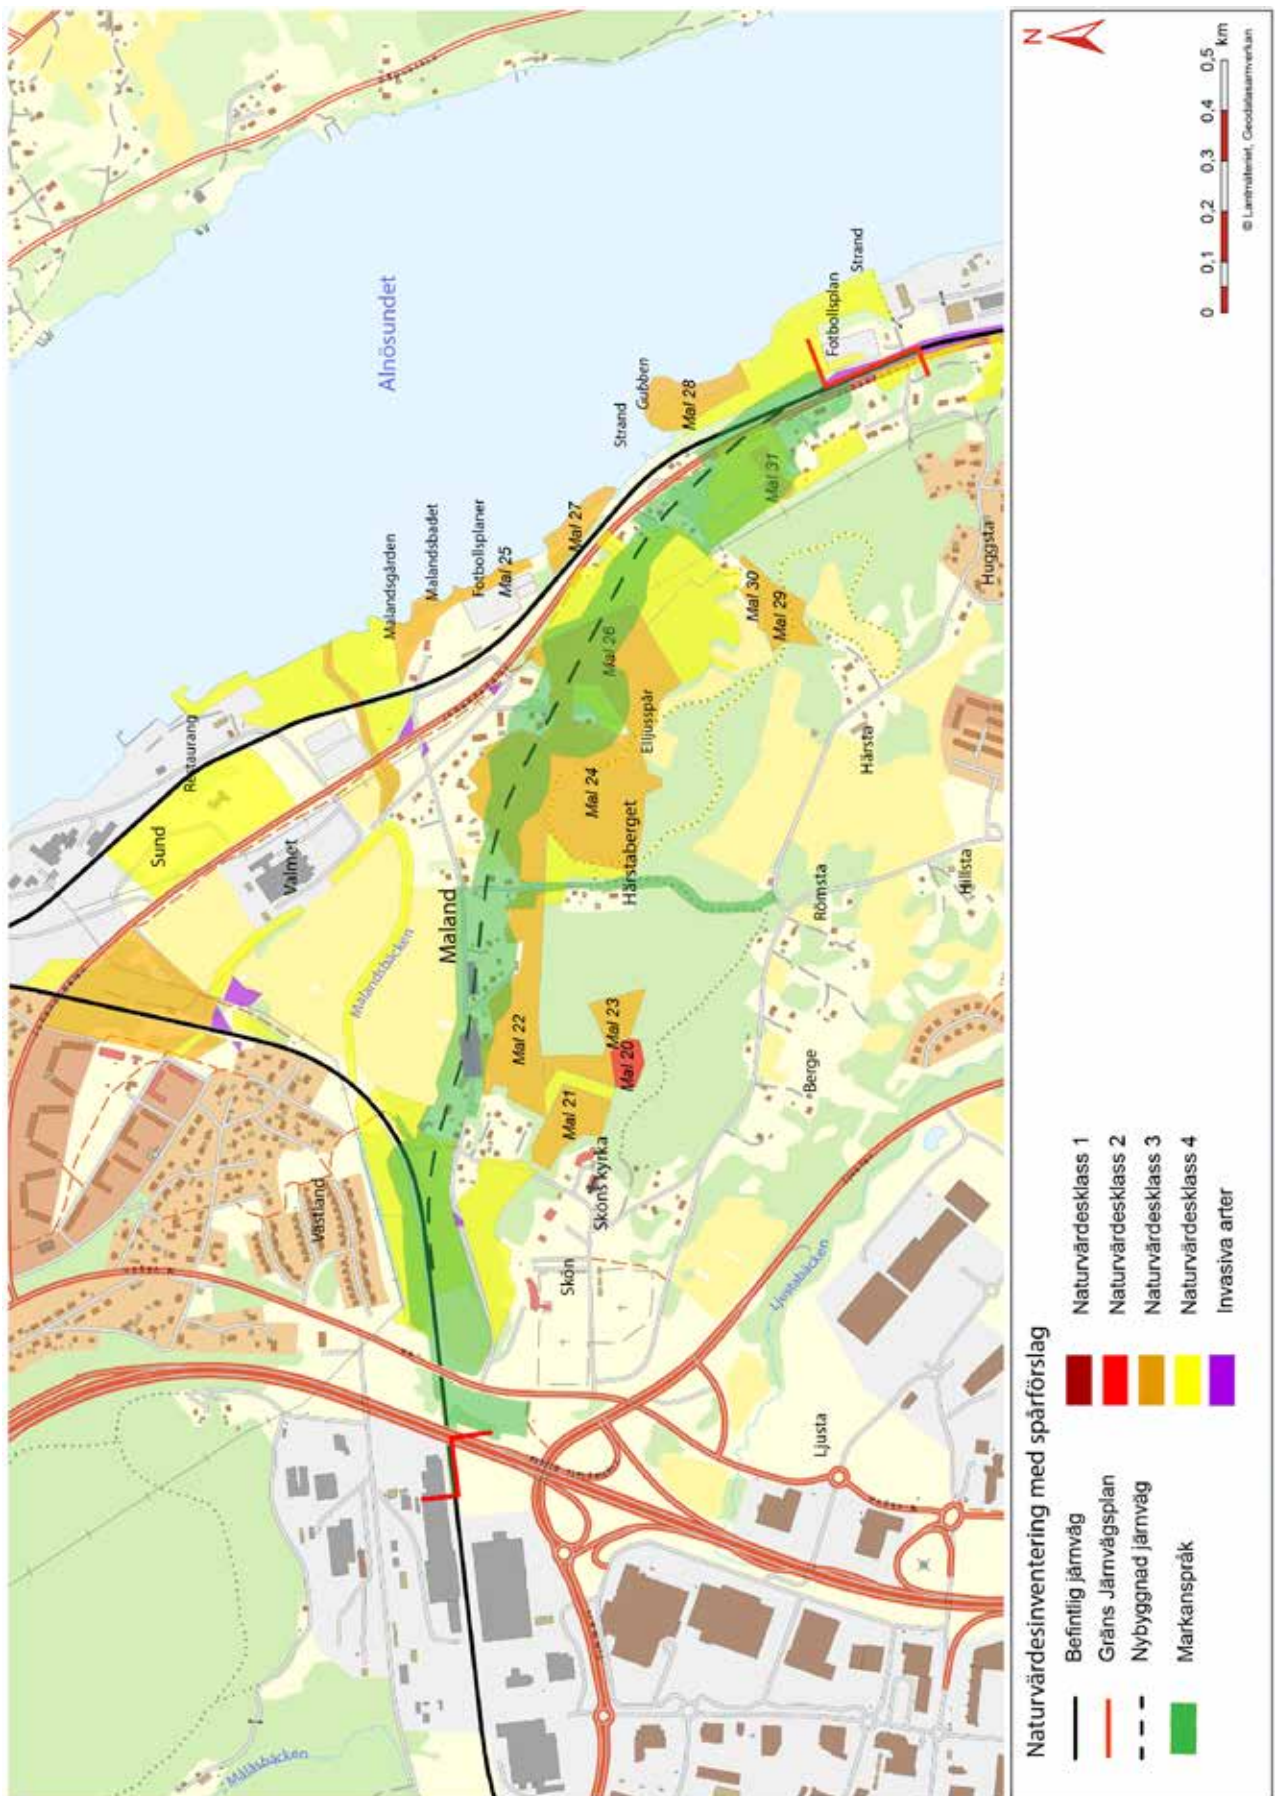 Alnösundet
Restaurang
Sund
Valmet
Malandsgården
Malandsbadet
Fotbollsplaner
Mal 25
Mal 27
Strand
Gubben
Mal 28
Fotbollsplan
Strand
Malandsbäcken
Maland
Mal 24
Mal 26
Elljusspår
Mal 31
Mal 30
Mal 29
Härstaberget
Huggsta
Härsta
Römsta
Hillsta
Berge
Västland
Mal 22
Mal 23
Mal 20
Mal 21
Sköns kyrka
Skön
Ljustabäcken
Ljusta
Målåsbäcken
Naturvärdesinventering med spårförslag
Befintlig järnväg
Gräns Järnvägsplan
Nybyggnad järnväg
Markanspråk
Naturvärdesklass 1
Naturvärdesklass 2
Naturvärdesklass 3
Naturvärdesklass 4
Invasiva arter
N
0 0,1 0,2 0,3 0,4 0,5
km
© Lantmäteriet, Geodatasamverkan